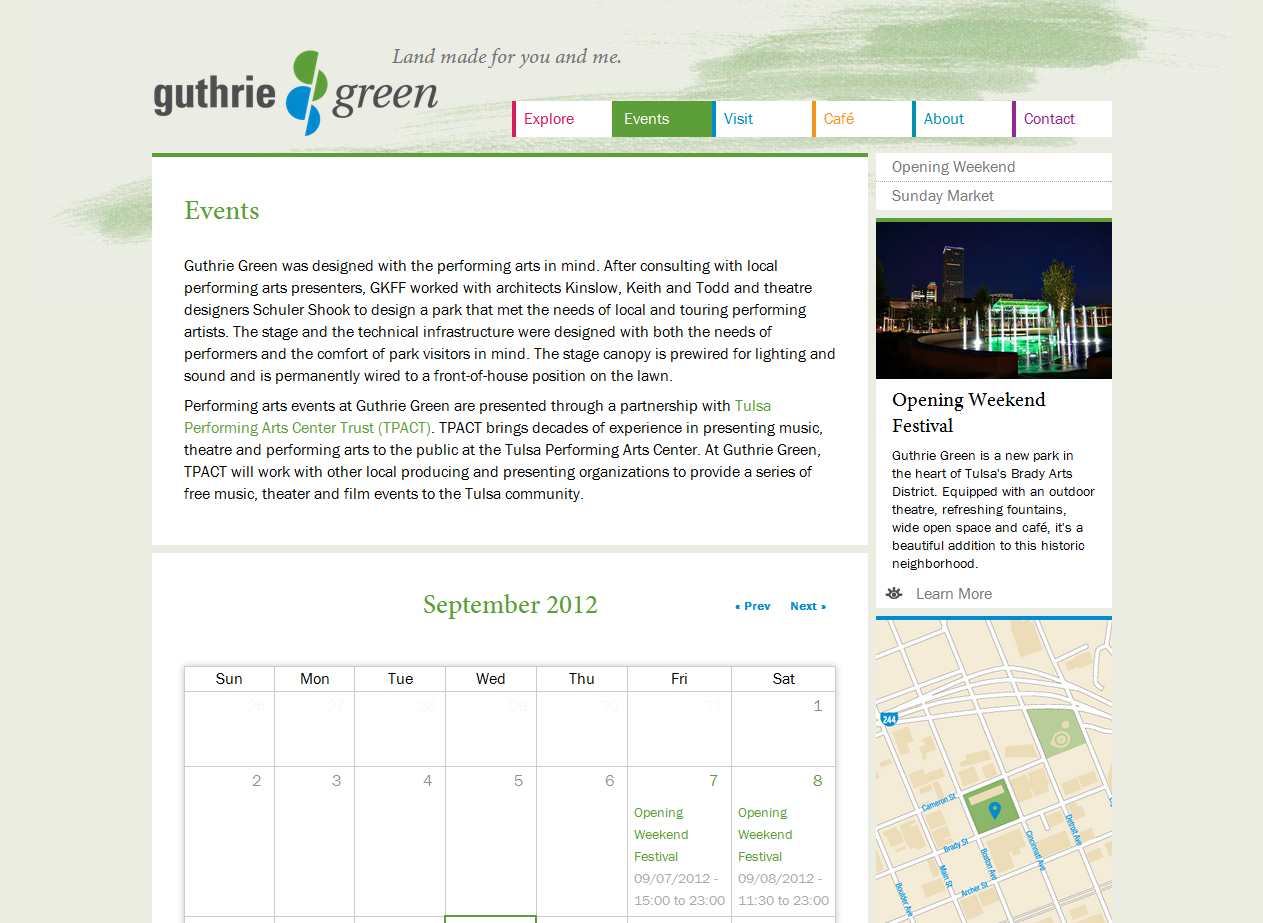 Land made for you and me.
guthrie green
Explore
Events
Visit
Café
About
Contact
Opening Weekend
Sunday Market
Events
Guthrie Green was designed with the performing arts in mind. After consulting with local
performing arts presenters, GKFF worked with architects Kinslow, Keith and Todd and theatre
designers Schuler Shook to design a park that met the needs of local and touring performing
artists. The stage and the technical infrastructure were designed with both the needs of
performers and the comfort of park visitors in mind. The stage canopy is prewired for lighting and
sound and is permanently wired to a front-of-house position on the lawn.
Performing arts events at Guthrie Green are presented through a partnership with Tulsa
Performing Arts Center Trust (TPACT). TPACT brings decades of experience in presenting music,
theatre and performing arts to the public at the Tulsa Performing Arts Center. At Guthrie Green,
TPACT will work with other local producing and presenting organizations to provide a series of
free music, theater and film events to the Tulsa community.
Opening Weekend
Festival
Guthrie Green is a new park in
the heart of Tulsa's Brady Arts
District. Equipped with an outdoor
theatre, refreshing fountains,
wide open space and café, it's a
beautiful addition to this historic
neighborhood.
Learn More
September 2012
« Prev Next »
Sun Mon Tue Wed Thu Fri Sat
26 27 28 29 30 31 1
2 3 4 5 6 7 8
Opening
Weekend
Festival
09/07/2012 -
15:00 to 23:00
Opening
Weekend
Festival
09/08/2012 -
11:30 to 23:00
244
Cameron St.
Brady St
Main St
Boston Ave
Archer St
Boulder Ave
Cincinnati Ave
Detroit Ave